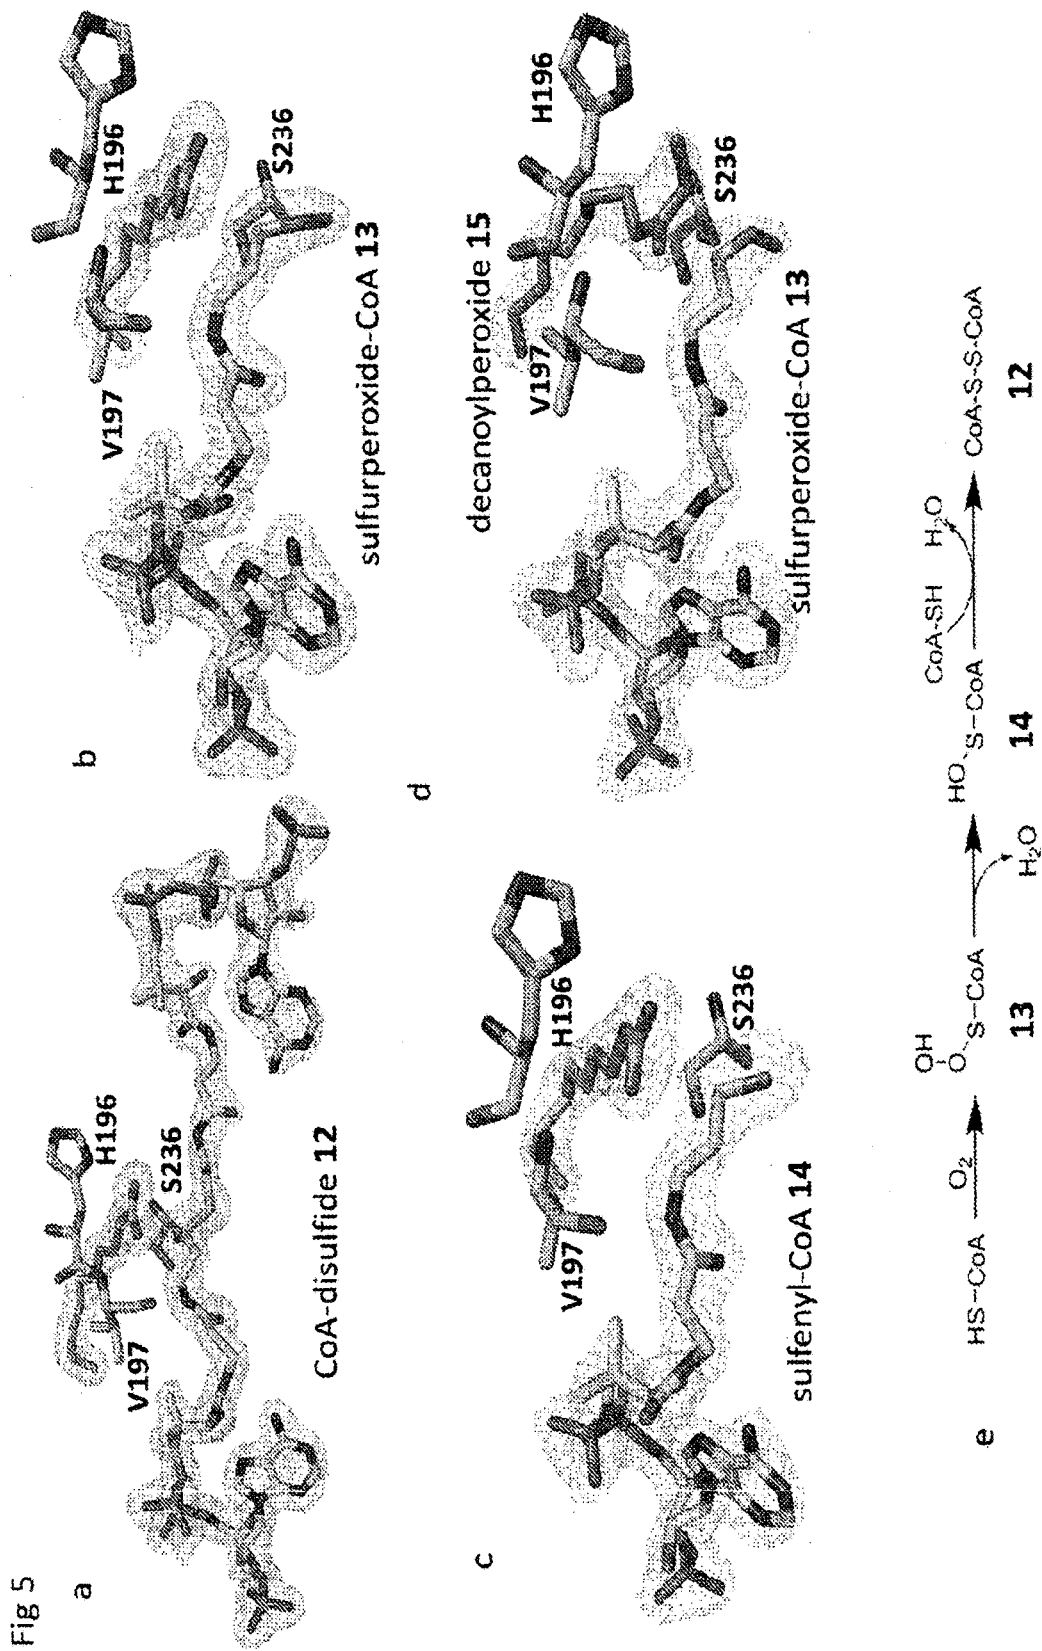 Fig 5
a
V197
H196
S236
CoA-disulfide 12
b
V197
H196
S236
sulfurperoxide-CoA 13
c
V197
H196
S236
sulfenyl-CoA 14
d
decanoylperoxide 15
H196
V197
S236
sulfurperoxide-CoA 13
e
HS-CoA
O2
OH
O
S-CoA
13
H2O
HO
S-CoA
14
CoA-SH
H2O
CoA-S-S-CoA
12